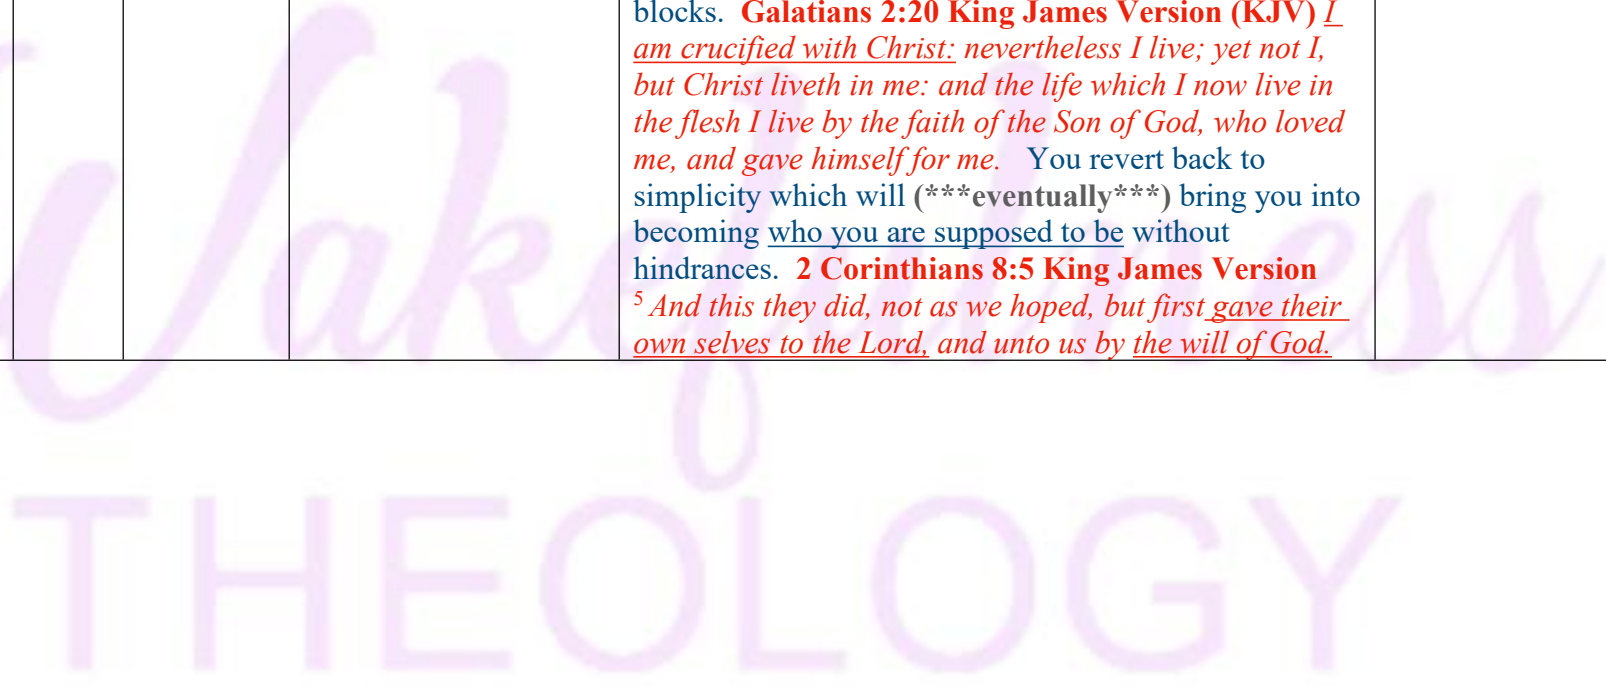 blocks. Galatians 2:20 King James Version (KJV) I
am crucified with Christ: nevertheless I live; yet not I,
but Christ liveth in me: and the life which I now live in
the flesh I live by the faith of the Son of God, who loved
me, and gave himself for me. You revert back to
simplicity which will (***eventually***) bring you into
becoming who you are supposed to be without
hindrances. 2 Corinthians 8:5 King James Version
5 And this they did, not as we hoped, but first gave their
own selves to the Lord, and unto us by the will of God.
Wakefulness
THEOLOGY